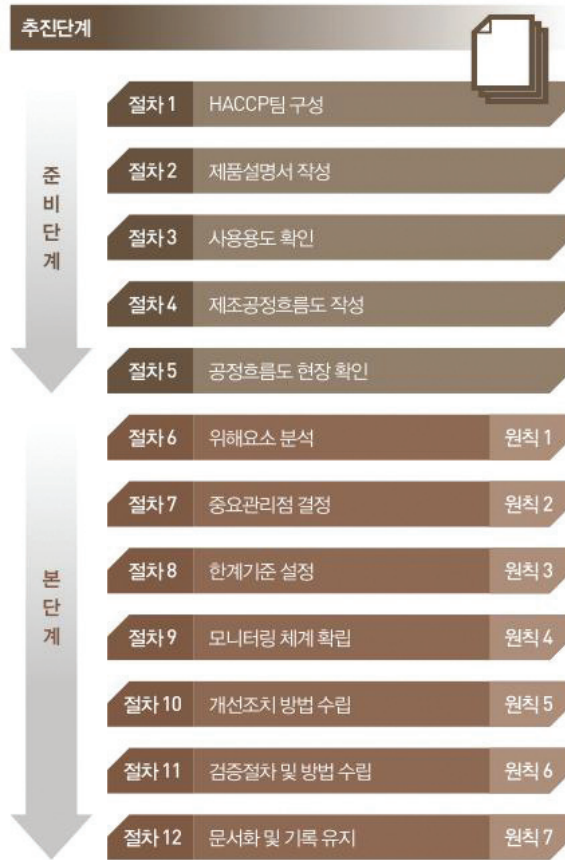 추진단계
준비단계
절차 1 HACCP팀 구성
절차 2 제품설명서 작성
절차 3 사용용도 확인
절차 4 제조공정흐름도 작성
절차 5 공정흐름도 현장 확인
본단계
절차 6 위해요소 분석 원칙 1
절차 7 중요관리점 결정 원칙 2
절차 8 한계기준 설정 원칙 3
절차 9 모니터링 체계 확립 원칙 4
절차 10 개선조치 방법 수립 원칙 5
절차 11 검증절차 및 방법 수립 원칙 6
절차 12 문서화 및 기록 유지 원칙 7